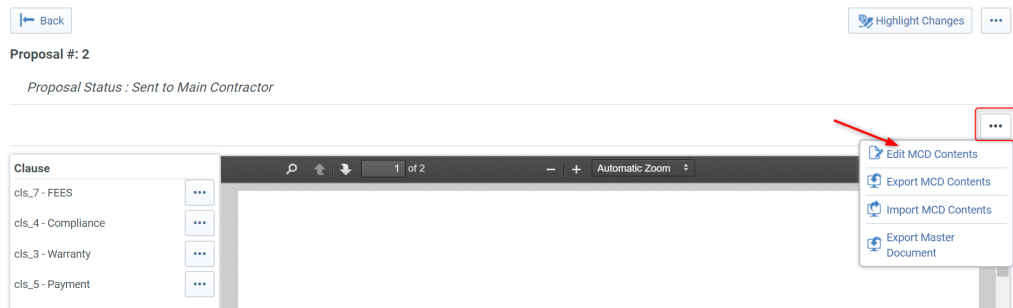 Back
Highlight Changes
•••
Proposal #: 2
Proposal Status : Sent to Main Contractor
•••
Edit MCD Contents
Export MCD Contents
Import MCD Contents
Export Master
Document
Clause
cls_7 - FEES •••
cls_4 - Compliance •••
cls_3 - Warranty •••
cls_5 - Payment •••
1 of 2
− +
Automatic Zoom